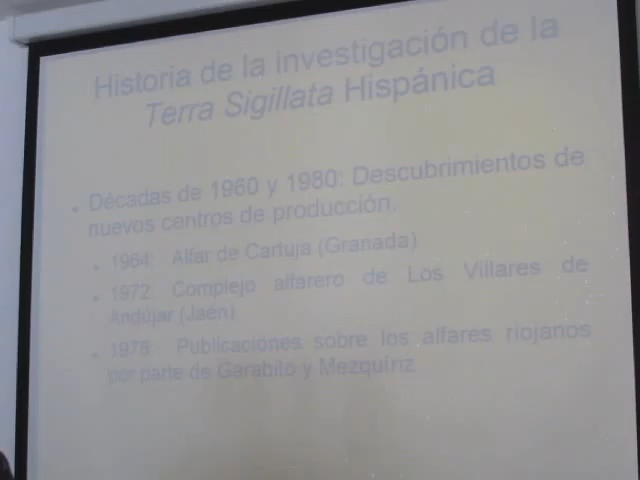 Historia de la investigación de la
Terra Sigillata Hispánica
• Décadas de 1960 y 1980: Descubrimientos de
nuevos centros de producción.
• 1964: Alfar de Cartuja (Granada)
• 1972: Complejo alfarero de Los Villares de
Andújar (Jaén)
• 1978: Publicaciones sobre los alfares riojanos
por parte de Garabito y Mezquíriz